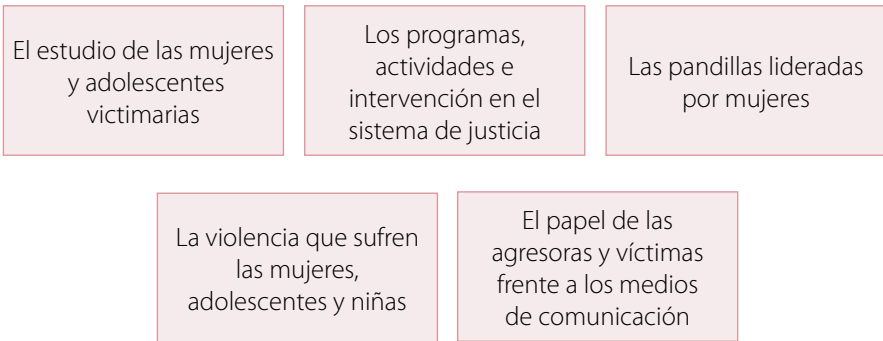 El estudio de las mujeres
y adolescentes
victimarias
Los programas,
actividades e
intervención en el
sistema de justicia
Las pandillas lideradas
por mujeres
La violencia que sufren
las mujeres,
adolescentes y niñas
El papel de las
agresoras y víctimas
frente a los medios
de comunicación